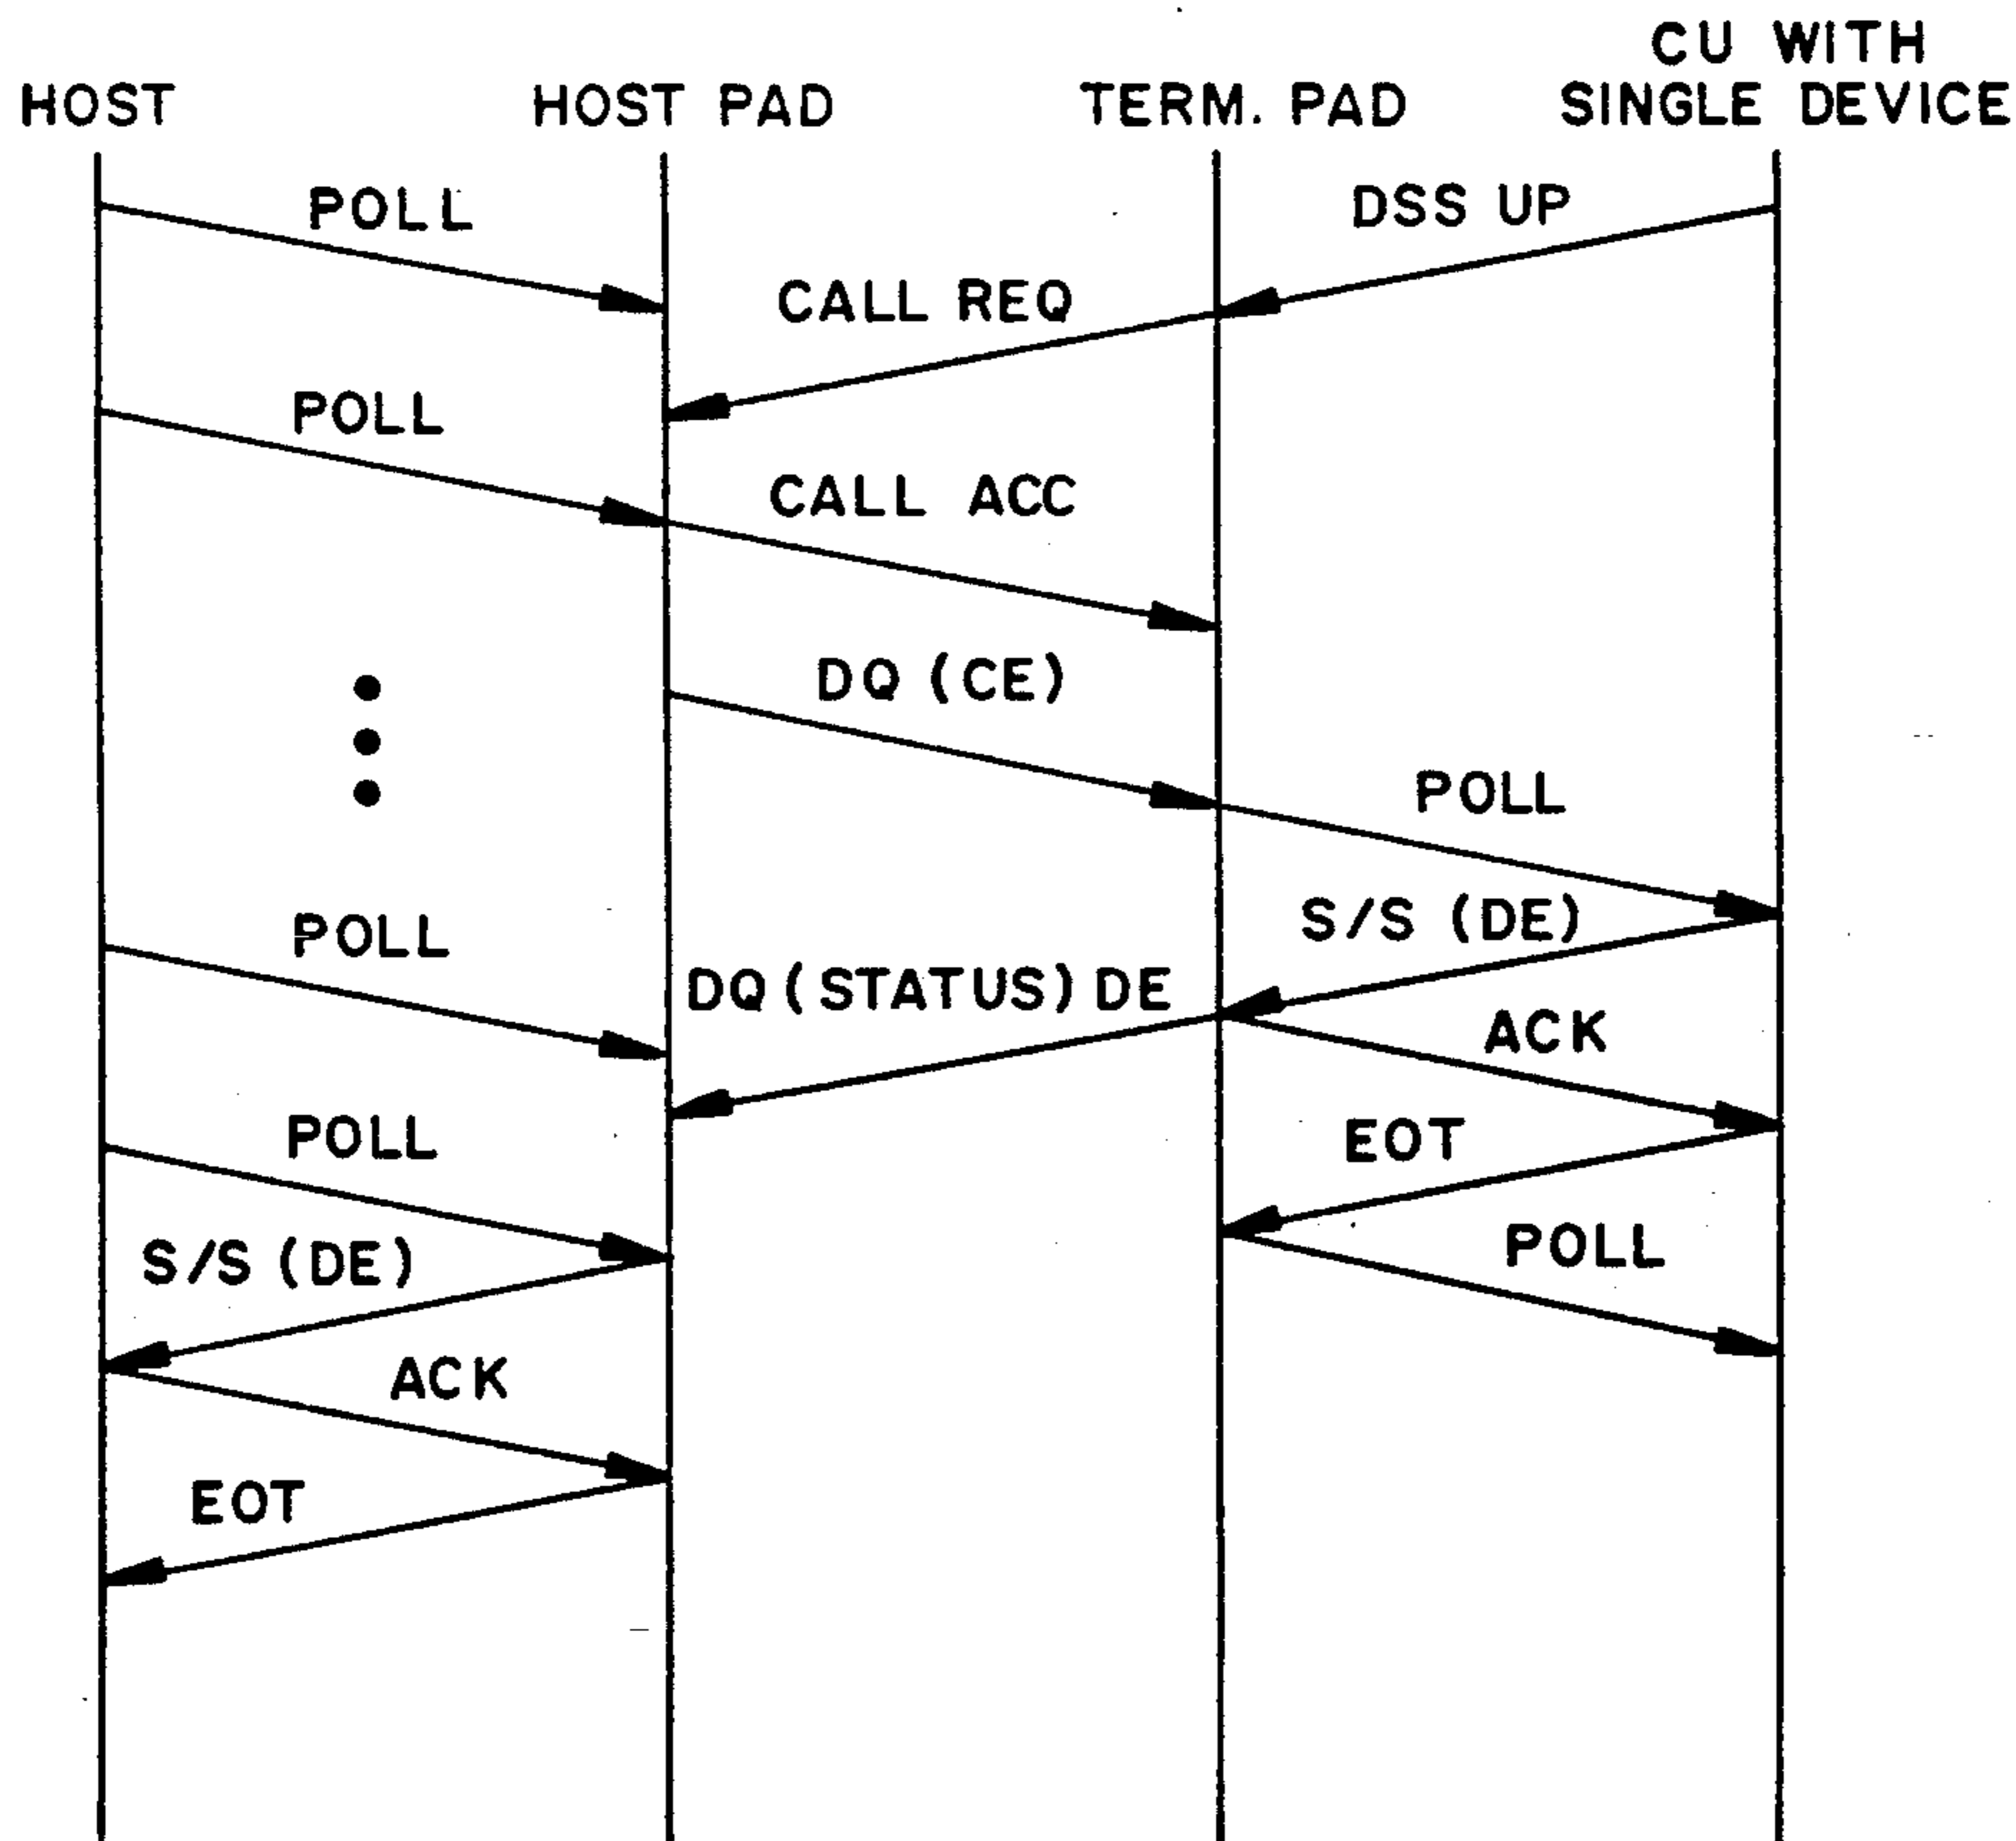 CU WITH
SINGLE DEVICE
HOST
HOST PAD
TERM. PAD
POLL
DSS UP
CALL REQ
POLL
CALL ACC
DQ (CE)
POLL
S/S (DE)
POLL
DQ (STATUS) DE
ACK
POLL
EOT
POLL
S/S (DE)
ACK
EOT